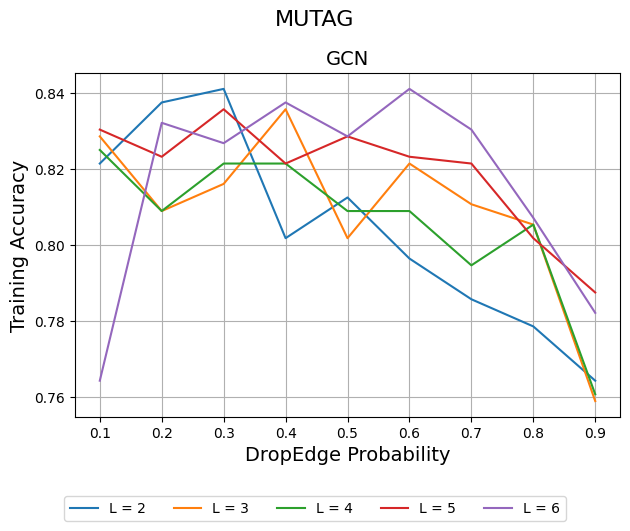 MUTAG
GCN
Training Accuracy
0.84
0.82
0.80
0.78
0.76
0.1 0.2 0.3 0.4 0.5 0.6 0.7 0.8 0.9
DropEdge Probability
L = 2 L = 3 L = 4 L = 5 L = 6